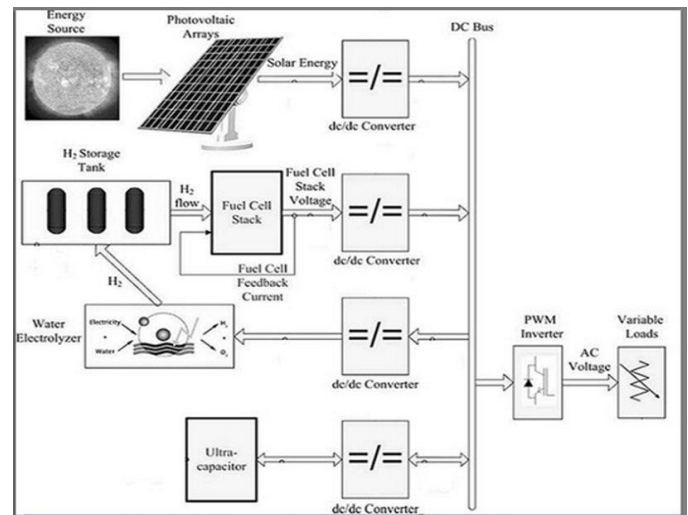 Energy
Source
Photovoltaic
Arrays
Solar Energy
=/=
dc/dc Converter
DC Bus
H₂ Storage
Tank
H₂
flow
Fuel Cell
Stack
Fuel Cell
Stack
Voltage
=/=
dc/dc Converter
Fuel Cell
Feedback
Current
H₂
Water
Electrolyzer
Electricity
+
Water
H₂
+
O₂
=/=
dc/dc Converter
PWM
Inverter
AC
Voltage
Variable
Loads
Ultra-
capacitor
=/=
dc/dc Converter